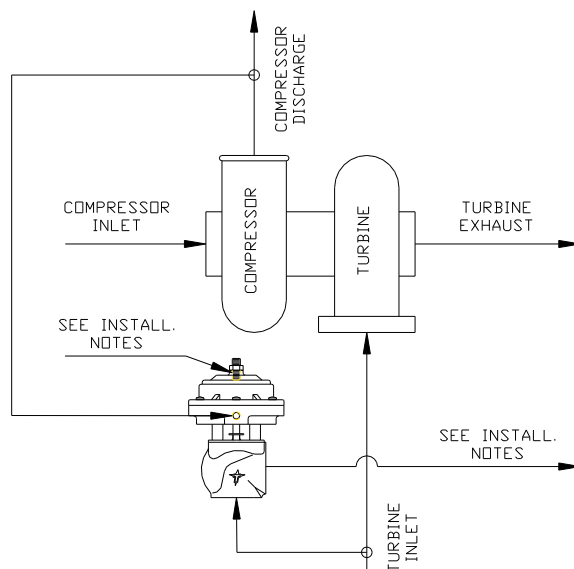 COMPRESSOR
DISCHARGE
COMPRESSOR
INLET
COMPRESSOR
TURBINE
TURBINE
EXHAUST
SEE INSTALL.
NOTES
SEE INSTALL.
NOTES
TURBINE
INLET